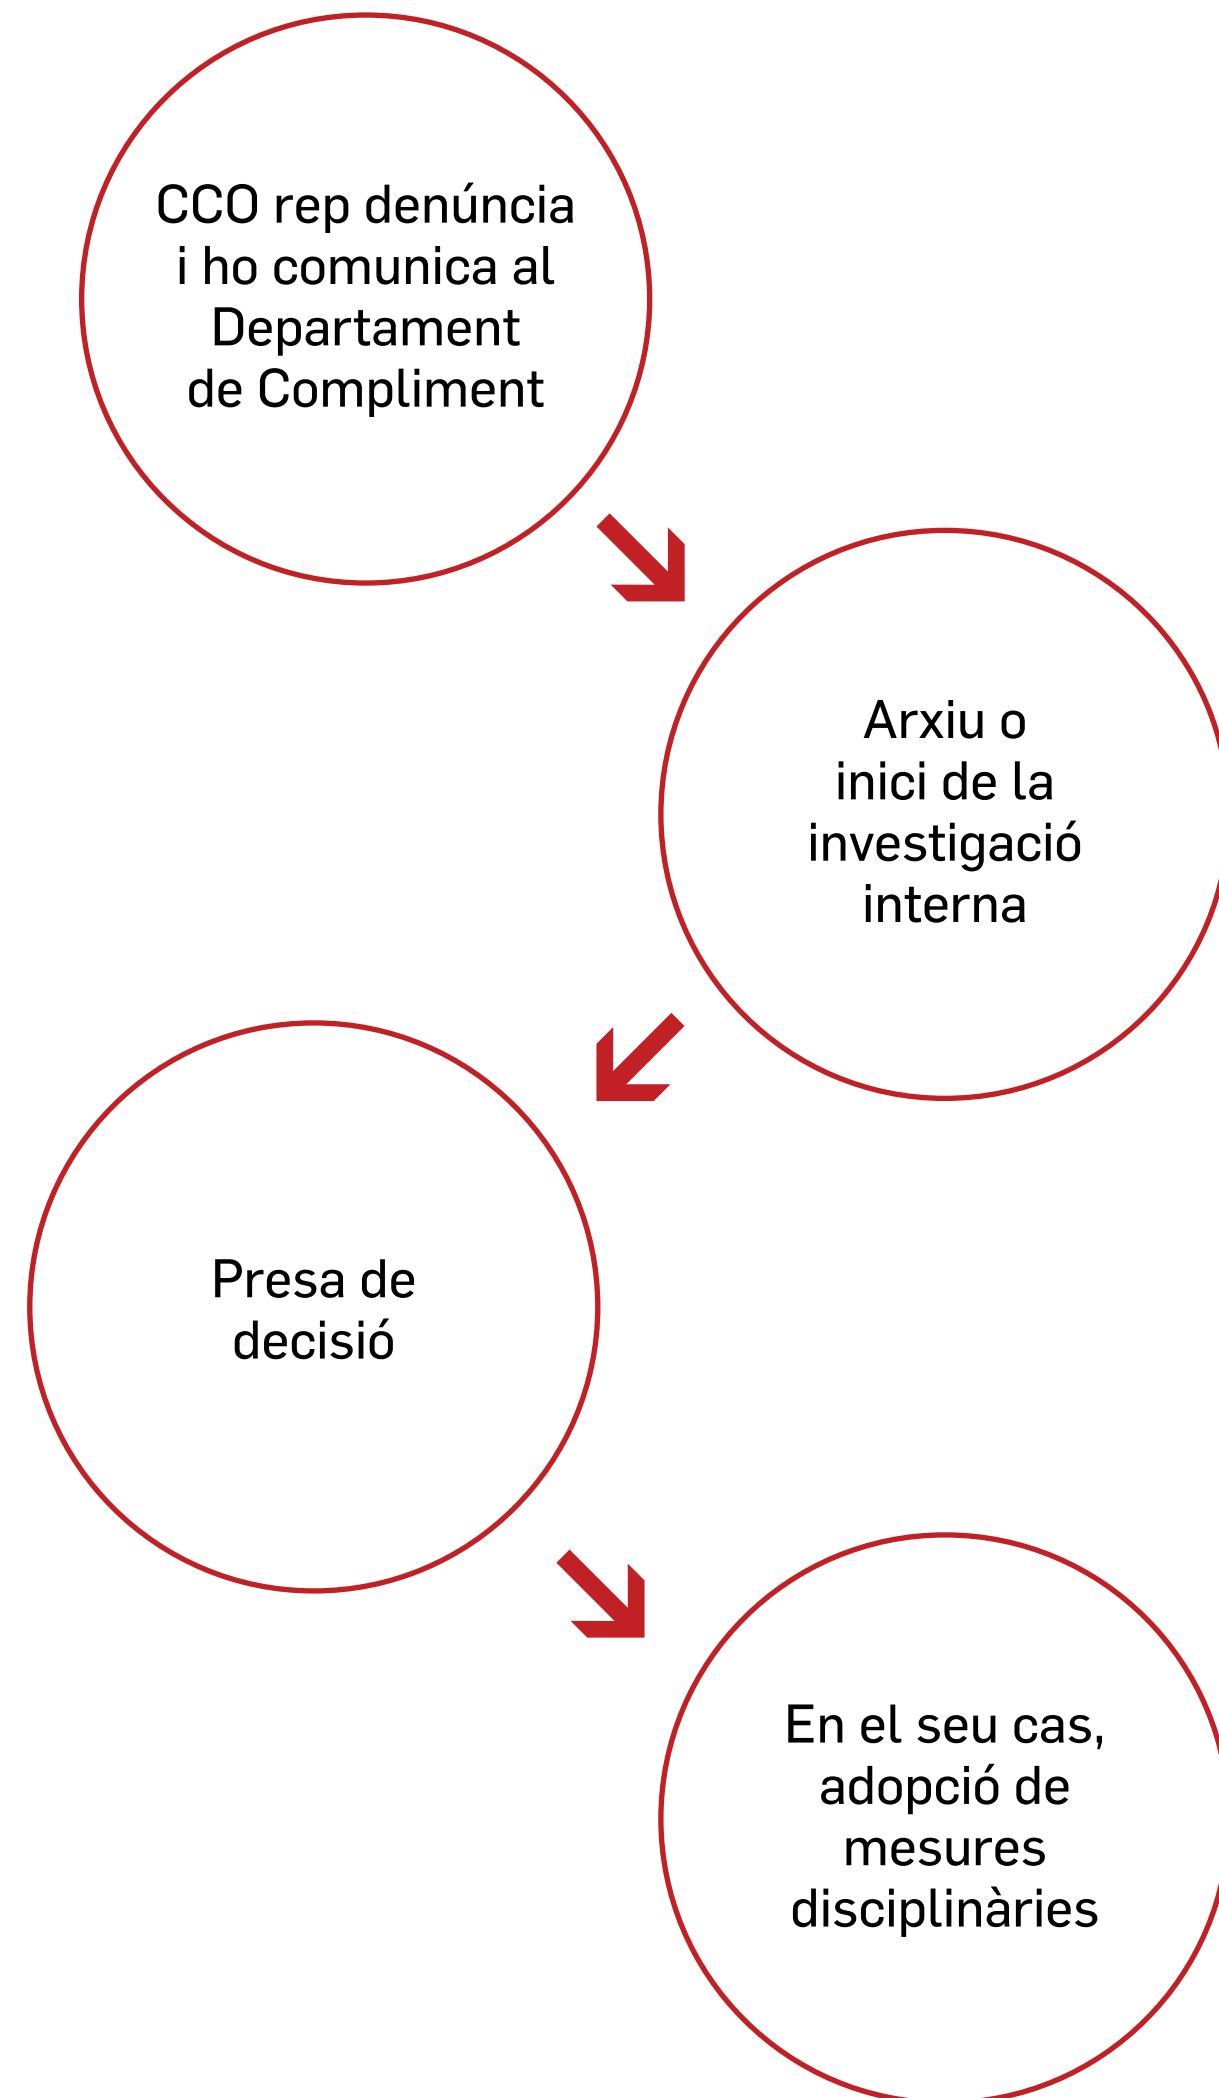 CCO rep denúncia
i ho comunica al
Departament
de Compliment
Arxiu o
inici de la
investigació
interna
Presa de
decisió
En el seu cas,
adopció de
mesures
disciplinàries